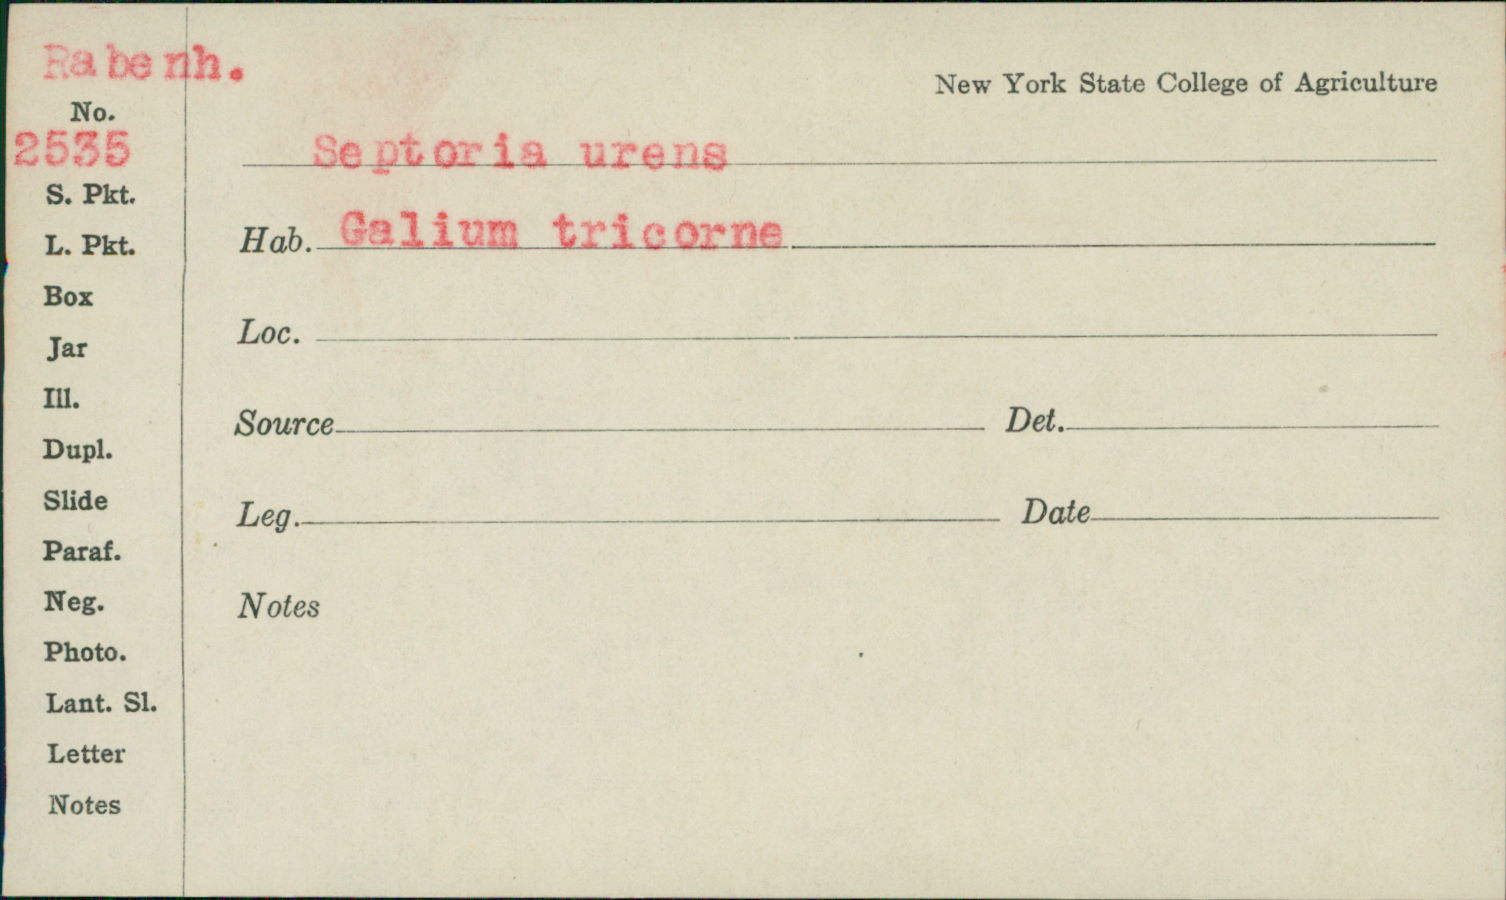 Rabenh.
New York State College of Agriculture
No.
2535
Septoria urens
S. Pkt.
Hab. Galium tricorne
L. Pkt.
Box
Loc.
Jar
Ill.
Source Det.
Dupl.
Slide
Leg. Date
Paraf.
Neg.
Notes
Photo.
Lant. Sl.
Letter
Notes